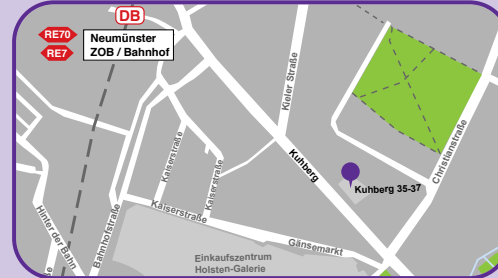 DB
RE70
RE7
Neumünster
ZOB / Bahnhof
Kieler Straße
Christianstraße
Kuhberg
Kuhberg 35-37
Kaiserstraße
Kaiserstraße
Kaiserstraße
Gänsemarkt
Bahnhofstraße
Hinter der Bahn
Einkaufszentrum
Holsten-Galerie